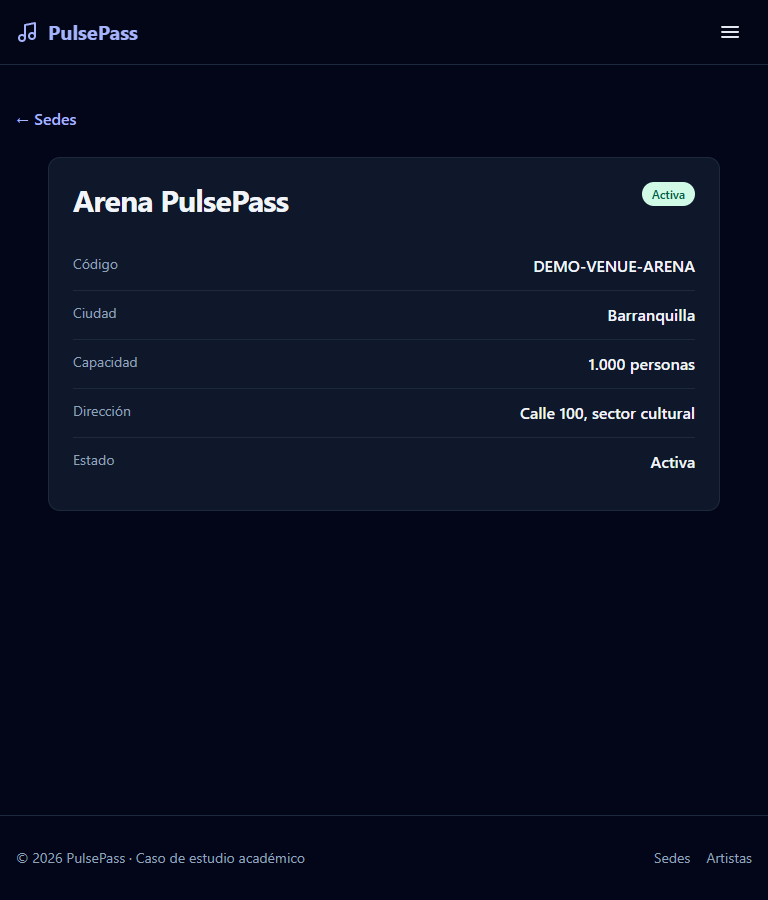 PulsePass
← Sedes
Arena PulsePass
Activa
Código DEMO-VENUE-ARENA
Ciudad Barranquilla
Capacidad 1.000 personas
Dirección Calle 100, sector cultural
Estado Activa
© 2026 PulsePass · Caso de estudio académico Sedes Artistas